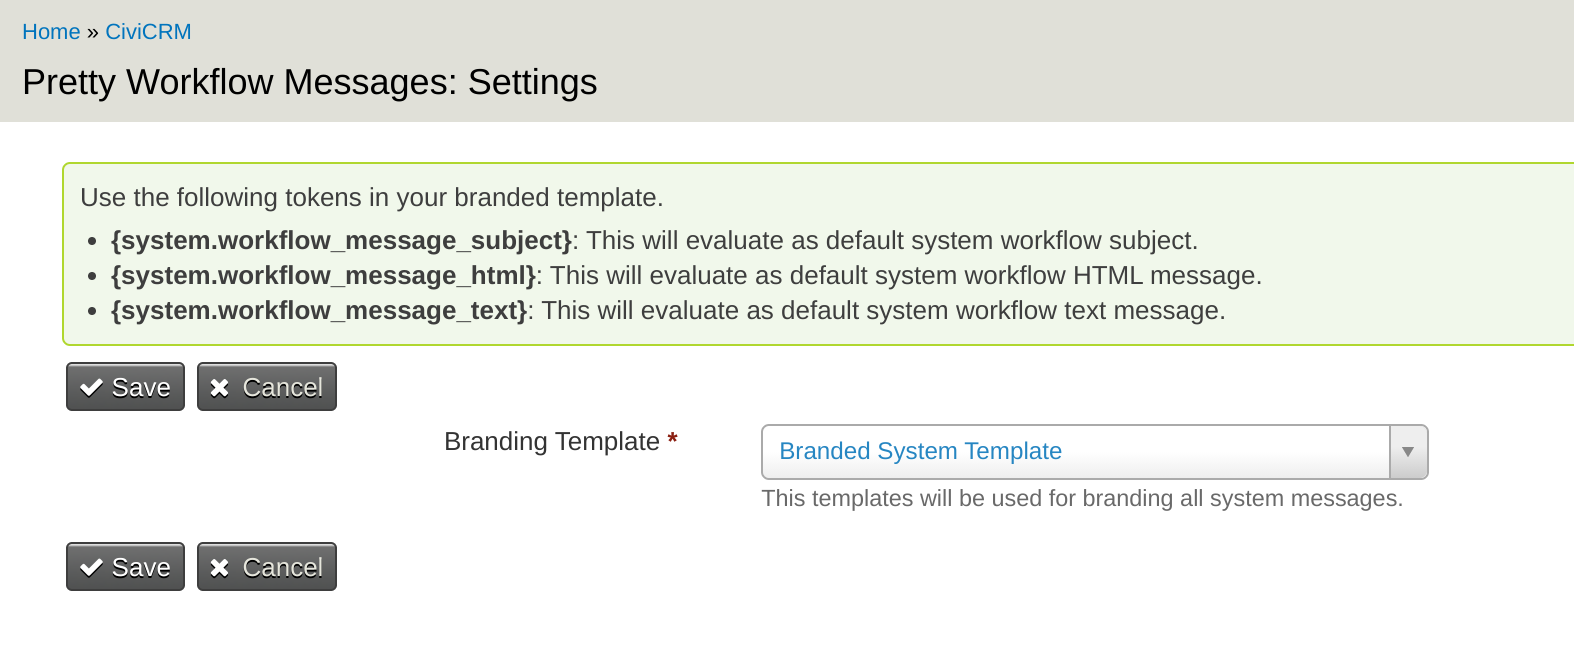 Home » CiviCRM
Pretty Workflow Messages: Settings
Use the following tokens in your branded template.
• {system.workflow_message_subject}: This will evaluate as default system workflow subject.
• {system.workflow_message_html}: This will evaluate as default system workflow HTML message.
• {system.workflow_message_text}: This will evaluate as default system workflow text message.
Save Cancel
Branding Template * Branded System Template
This templates will be used for branding all system messages.
Save Cancel